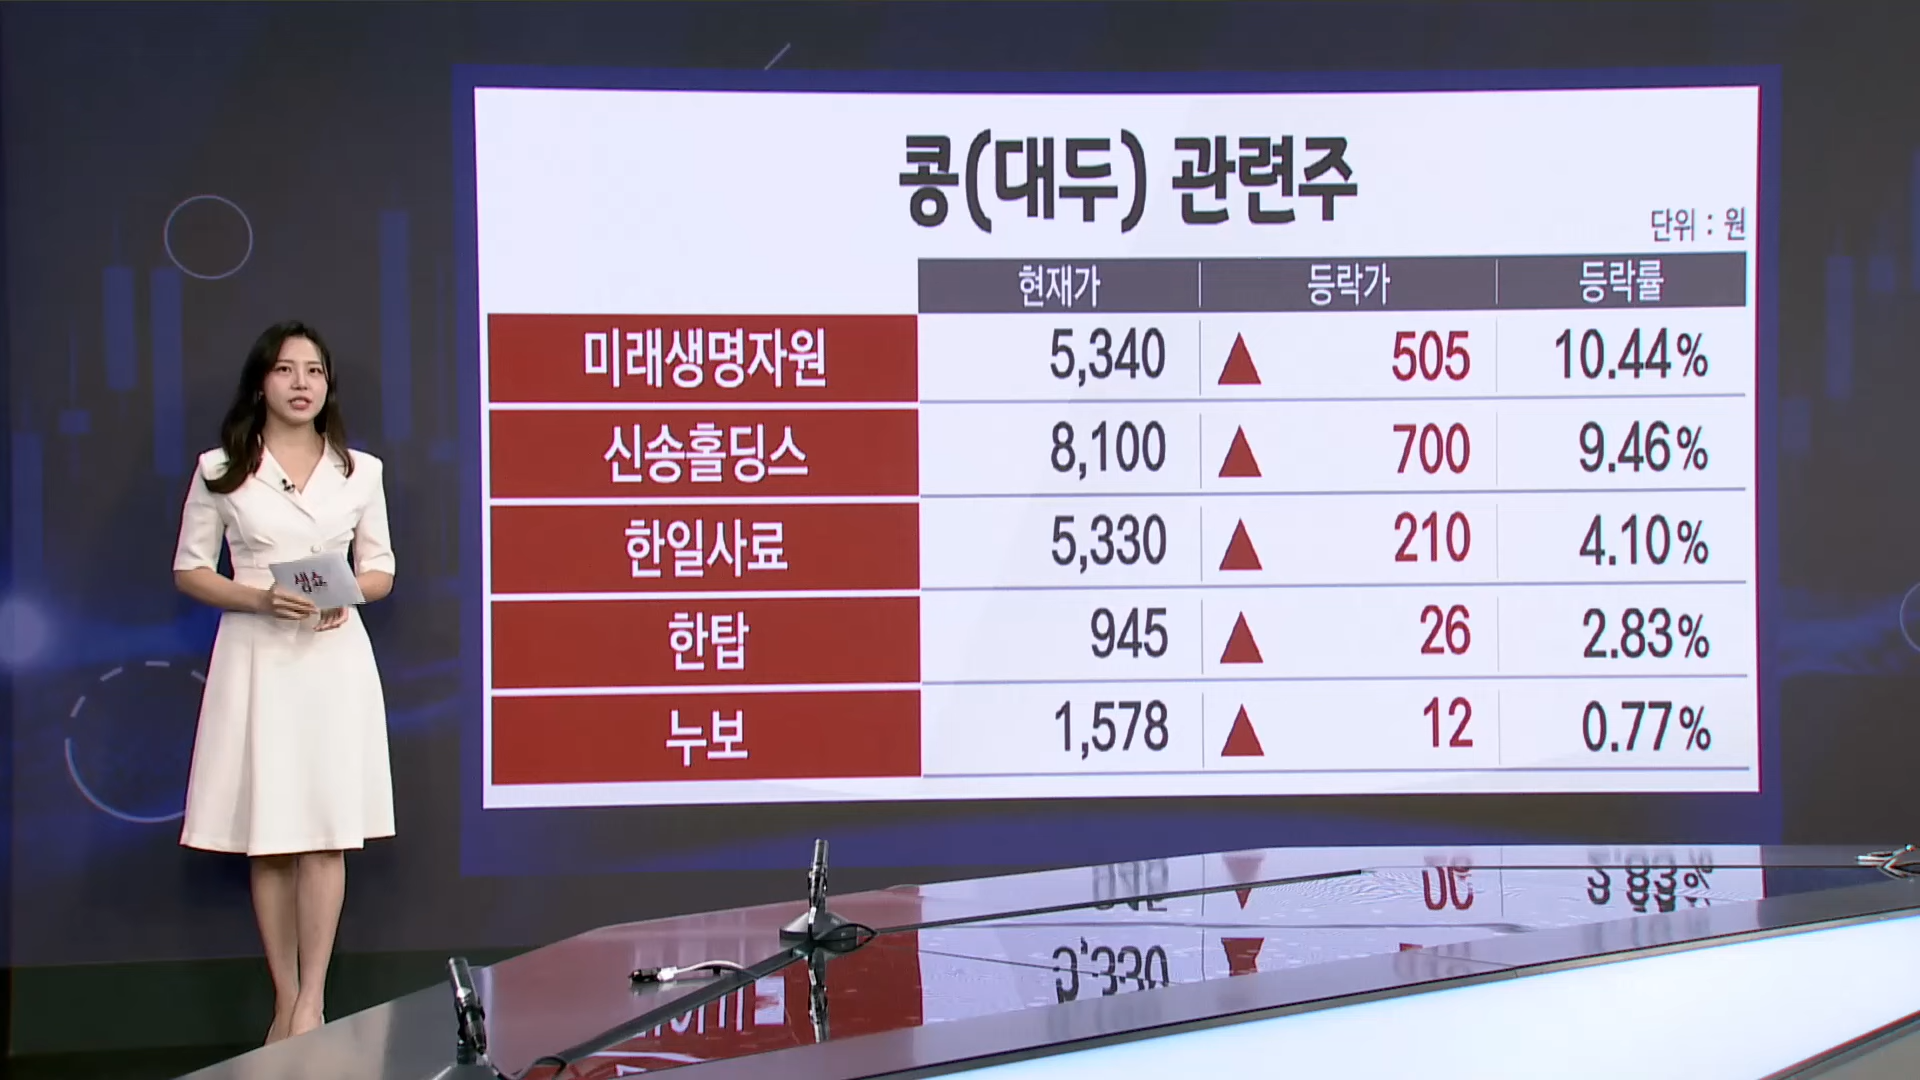 콩(대두) 관련주
단위 : 원
현재가 등락가 등락률
미래생명자원 5,340 ▲ 505 10.44%
신송홀딩스 8,100 ▲ 700 9.46%
한일사료 5,330 ▲ 210 4.10%
한탑 945 ▲ 26 2.83%
누보 1,578 ▲ 12 0.77%
생쇼